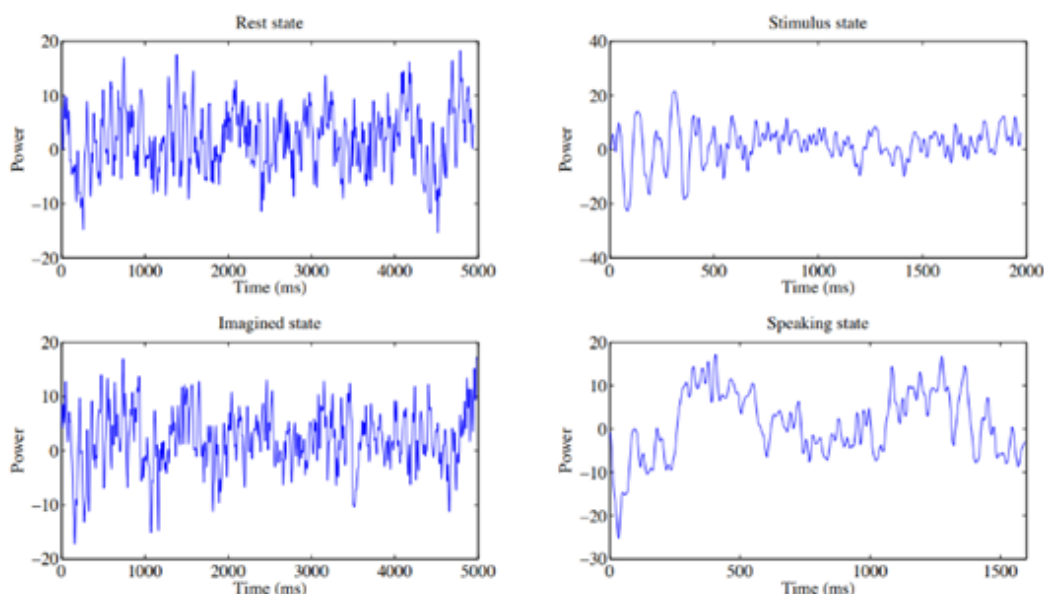 Rest state
20
10
0
−10
−20
Power
0 1000 2000 3000 4000 5000
Time (ms)
Stimulus state
40
20
0
−20
−40
Power
0 500 1000 1500 2000
Time (ms)
Imagined state
20
10
0
−10
−20
Power
0 1000 2000 3000 4000 5000
Time (ms)
Speaking state
20
10
0
−10
−20
−30
Power
0 500 1000 1500
Time (ms)